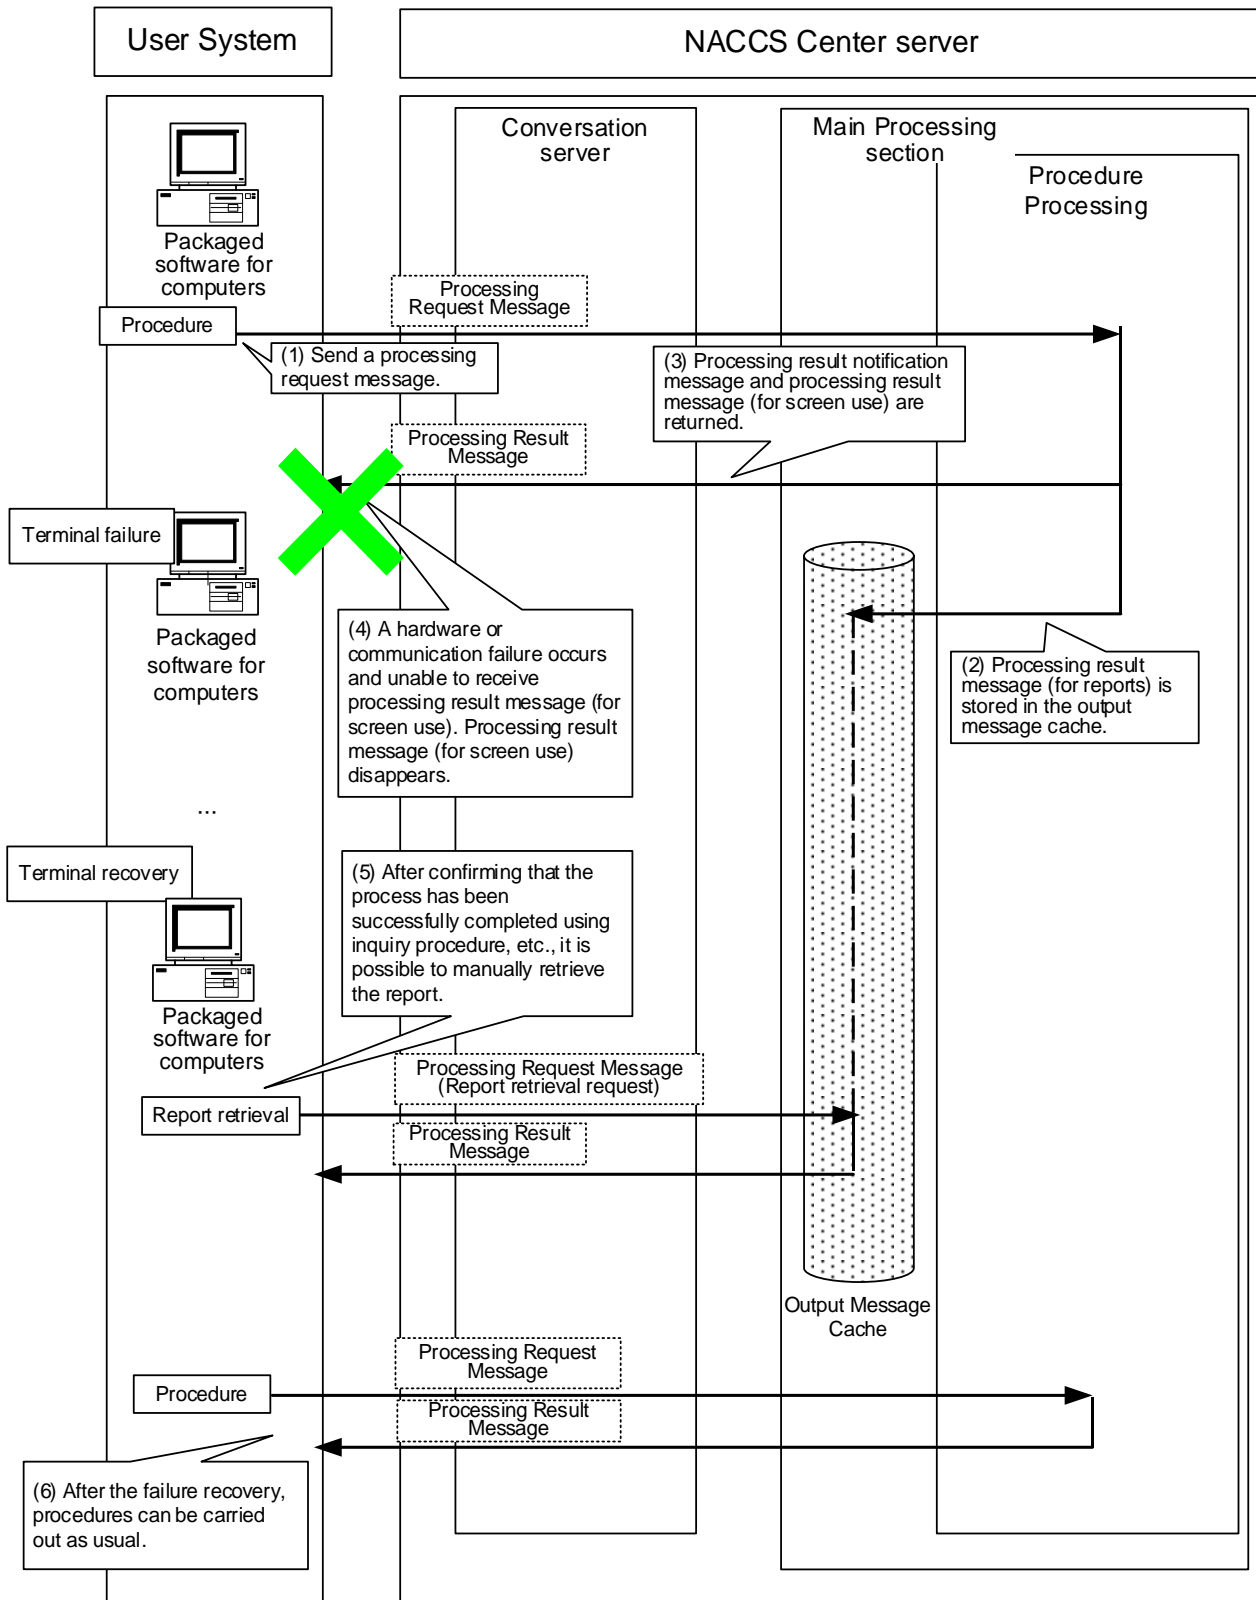 User System
NACCS Center server
Conversation
server
Main Processing
section
Procedure
Processing
Packaged
software for
computers
Processing
Request Message
Procedure
(1) Send a processing
request message.
(3) Processing result notification
message and processing result
message (for screen use) are
returned.
Processing Result
Message
Terminal failure
Packaged
software for
computers
(4) A hardware or
communication failure occurs
and unable to receive
processing result message (for
screen use). Processing result
message (for screen use)
disappears.
(2) Processing result
message (for reports) is
stored in the output
message cache.
...
Terminal recovery
(5) After confirming that the
process has been
successfully completed using
inquiry procedure, etc., it is
possible to manually retrieve
the report.
Packaged
software for
computers
Processing Request Message
(Report retrieval request)
Report retrieval
Processing Result
Message
Output Message
Cache
Processing Request
Message
Procedure
Processing Result
Message
(6) After the failure recovery,
procedures can be carried
out as usual.